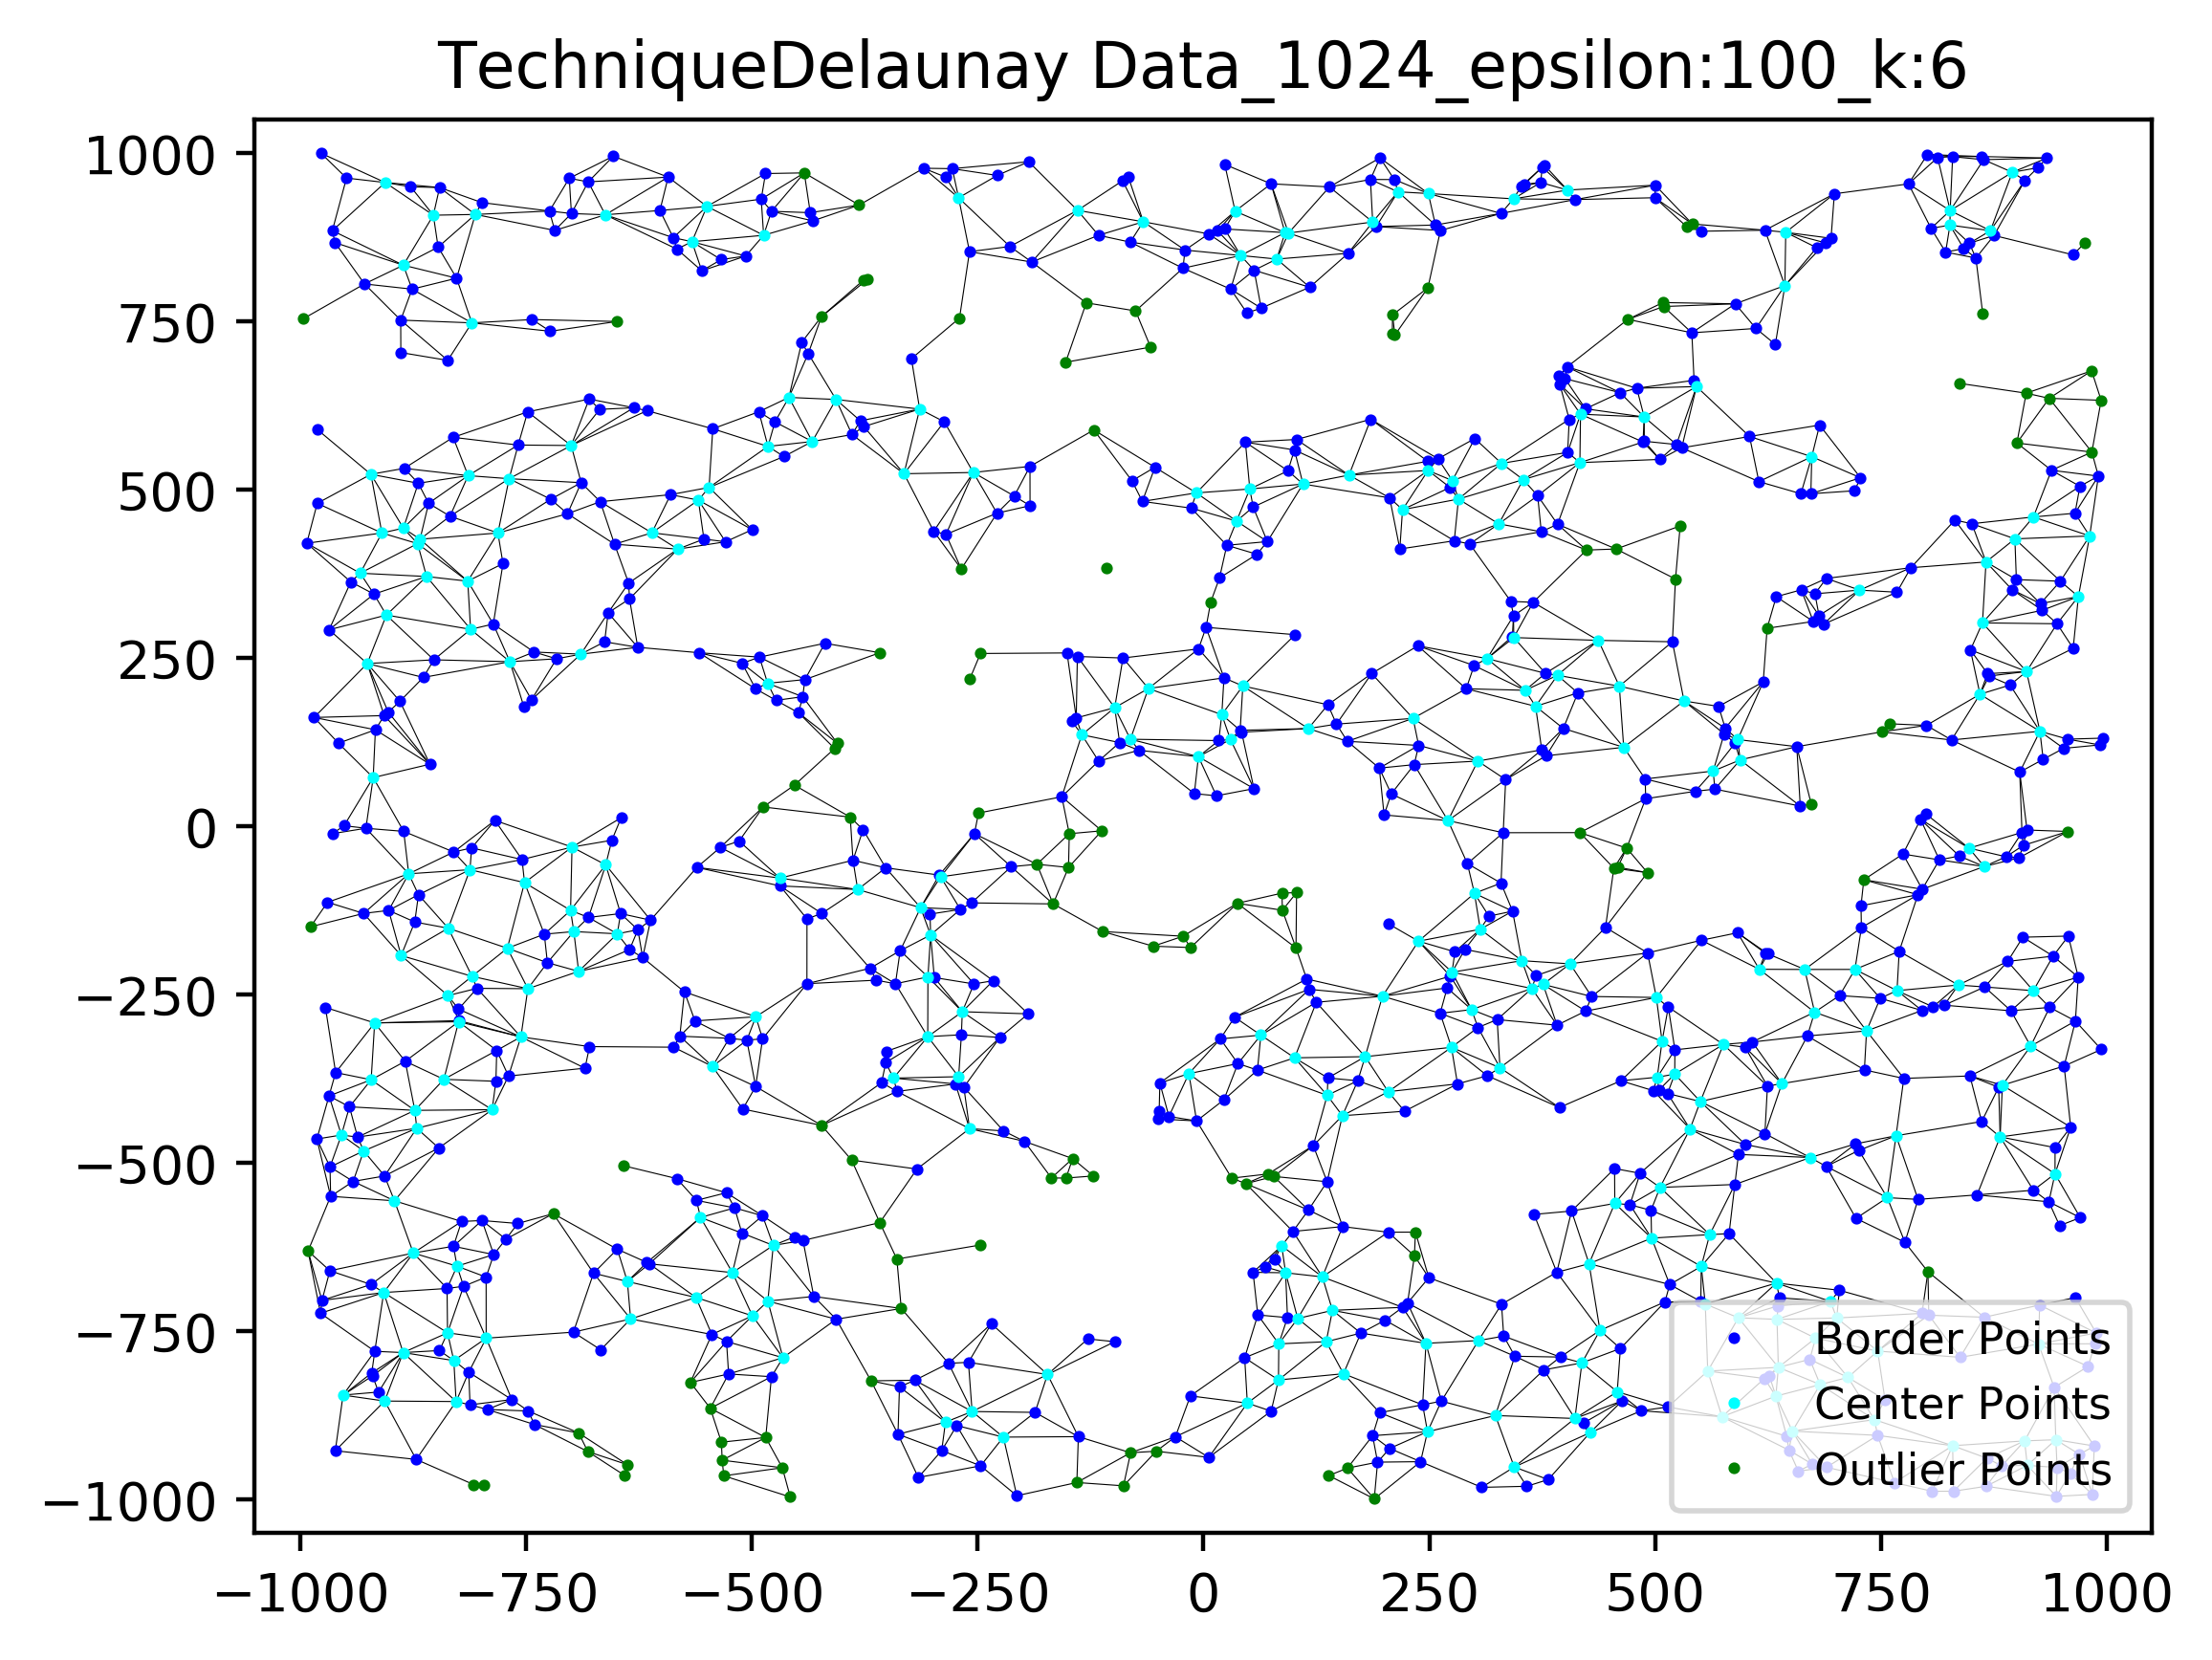 TechniqueDelaunay Data_1024_epsilon:100_k:6
1000
750
500
250
0
−250
−500
−750
−1000
Border Points
Center Points
Outlier Points
−1000 −750 −500 −250 0 250 500 750 1000